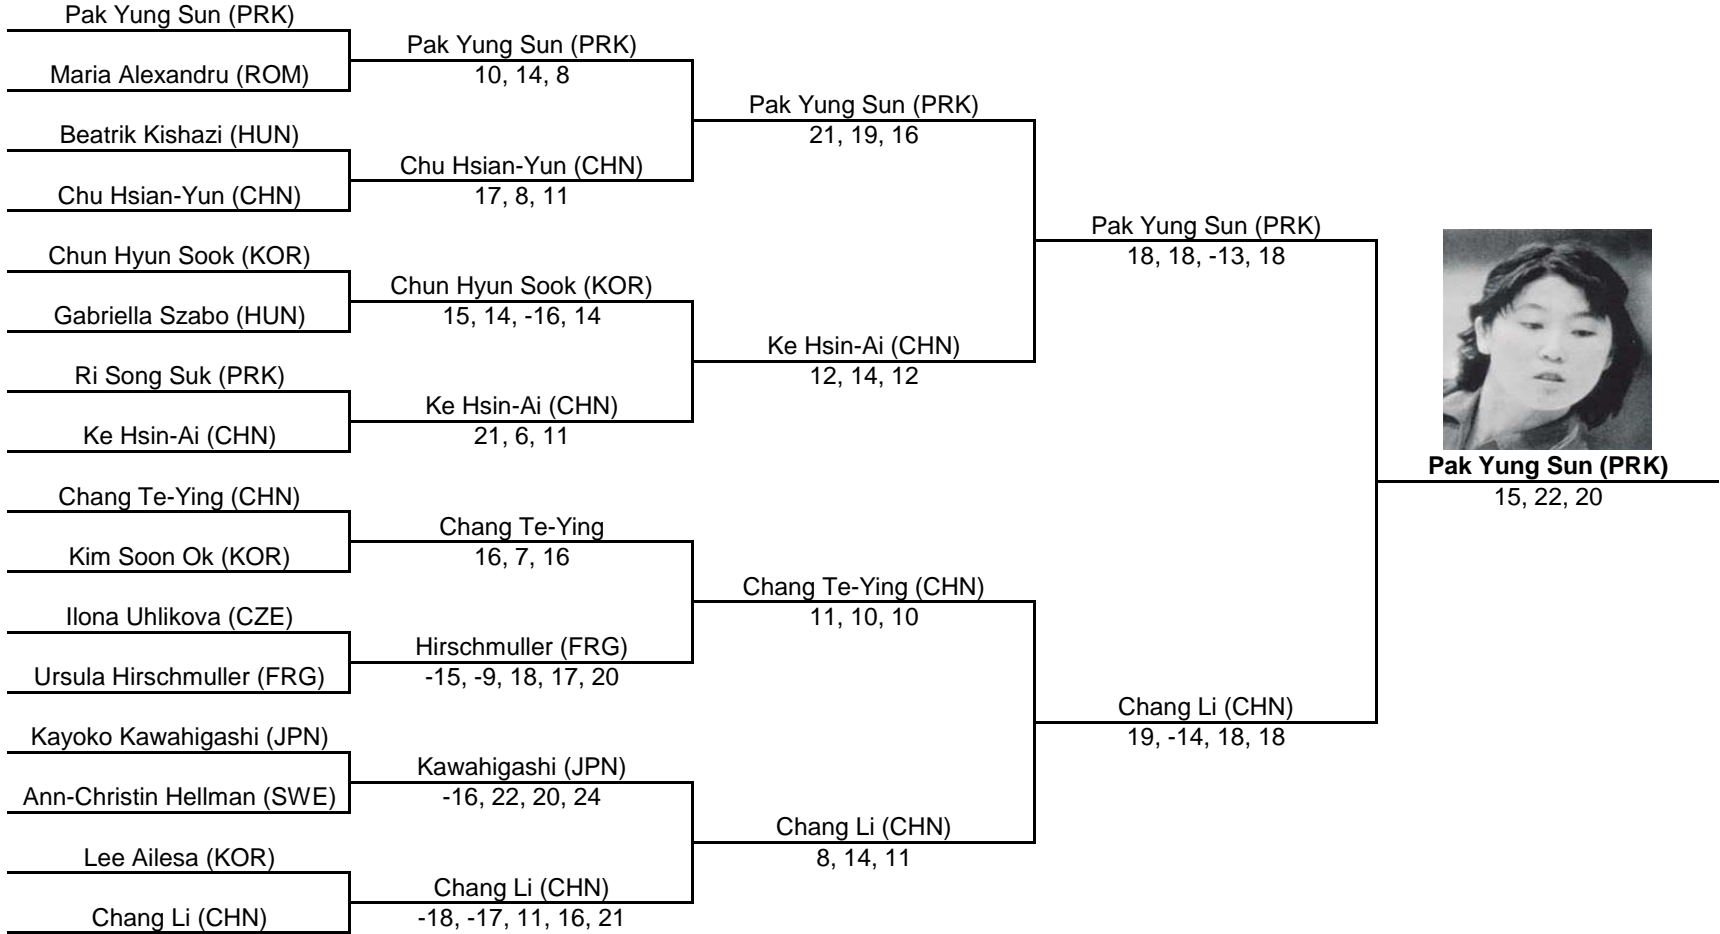 Pak Yung Sun (PRK)
Maria Alexandru (ROM)
Beatrik Kishazi (HUN)
Chu Hsian-Yun (CHN)
Chun Hyun Sook (KOR)
Gabriella Szabo (HUN)
Ri Song Suk (PRK)
Ke Hsin-Ai (CHN)
Chang Te-Ying (CHN)
Kim Soon Ok (KOR)
Ilona Uhlikova (CZE)
Ursula Hirschmuller (FRG)
Kayoko Kawahigashi (JPN)
Ann-Christin Hellman (SWE)
Lee Ailesa (KOR)
Chang Li (CHN)
Pak Yung Sun (PRK)
10, 14, 8
Chu Hsian-Yun (CHN)
17, 8, 11
Chun Hyun Sook (KOR)
15, 14, -16, 14
Ke Hsin-Ai (CHN)
21, 6, 11
Chang Te-Ying
16, 7, 16
Hirschmuller (FRG)
-15, -9, 18, 17, 20
Kawahigashi (JPN)
-16, 22, 20, 24
Chang Li (CHN)
-18, -17, 11, 16, 21
Pak Yung Sun (PRK)
21, 19, 16
Ke Hsin-Ai (CHN)
12, 14, 12
Chang Te-Ying (CHN)
11, 10, 10
Chang Li (CHN)
8, 14, 11
Pak Yung Sun (PRK)
18, 18, -13, 18
Chang Li (CHN)
19, -14, 18, 18
Pak Yung Sun (PRK)
15, 22, 20